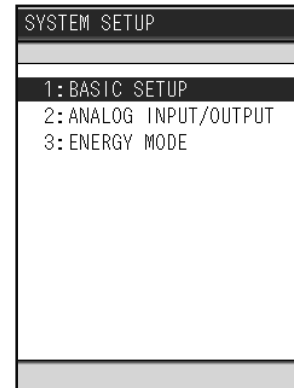 SYSTEM SETUP
1:BASIC SETUP
2:ANALOG INPUT/OUTPUT
3:ENERGY MODE